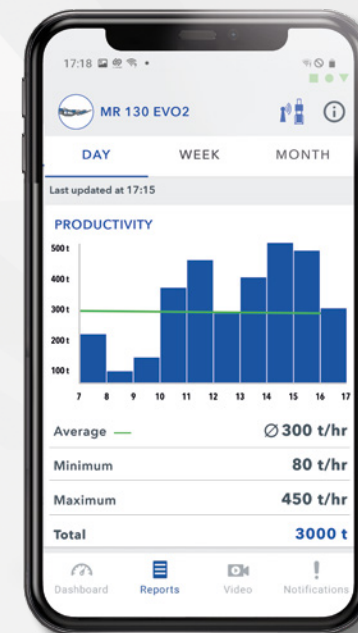 17:18
MR 130 EVO2
DAY WEEK MONTH
Last updated at 17:15
PRODUCTIVITY
500 t
400 t
300 t
200 t
100 t
7 8 9 10 11 12 13 14 15 16 17
Average Ø 300 t/hr
Minimum 80 t/hr
Maximum 450 t/hr
Total 3000 t
Dashboard Reports Video Notifications